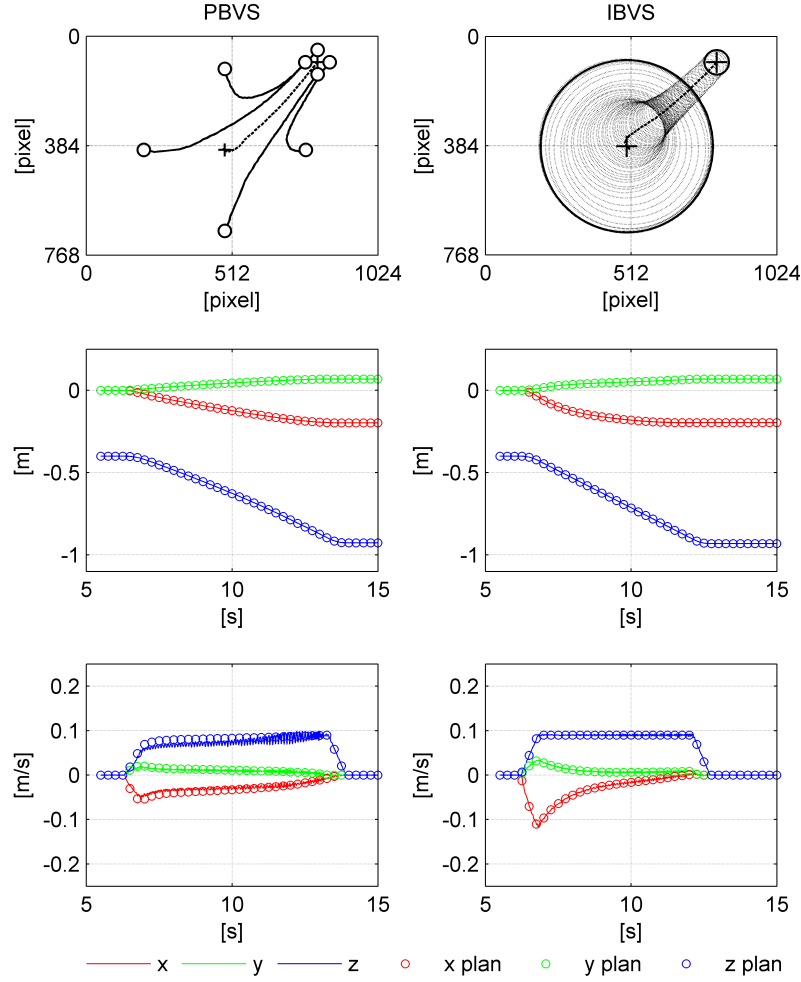 PBVS IBVS
0 0
384 384
768 768
[pixel] [pixel]
0 512 1024 0 512 1024
[pixel] [pixel]
0 0
-0.5 -0.5
-1 -1
[m] [m]
5 10 15 5 10 15
[s] [s]
0.2 0.2
0.1 0.1
0 0
-0.1 -0.1
-0.2 -0.2
[m/s] [m/s]
5 10 15 5 10 15
[s] [s]
x y z x plan y plan z plan